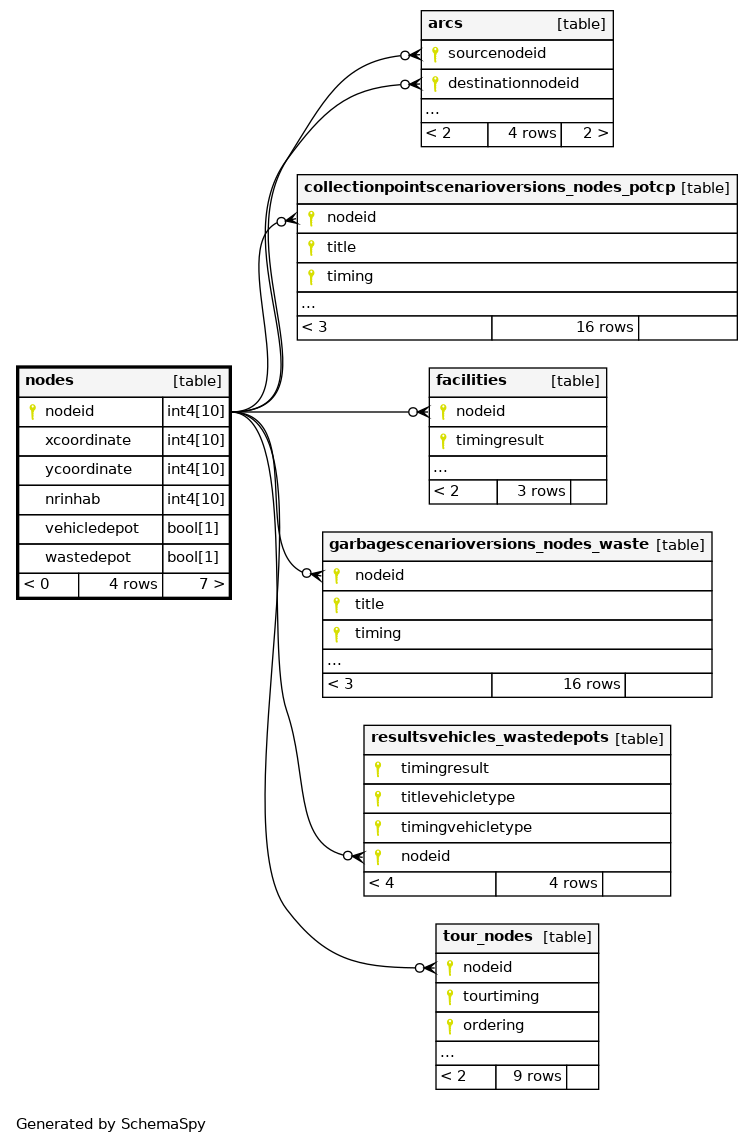 arcs [table]
sourcenodeid
destinationnodeid
...
< 2 4 rows 2 >
collectionpointscenarioversions_nodes_potcp [table]
nodeid
title
timing
...
< 3 16 rows
nodes [table]
nodeid int4[10]
xcoordinate int4[10]
ycoordinate int4[10]
nrinhab int4[10]
vehicledepot bool[1]
wastedepot bool[1]
< 0 4 rows 7 >
facilities [table]
nodeid
timingresult
...
< 2 3 rows
garbagescenarioversions_nodes_waste [table]
nodeid
title
timing
...
< 3 16 rows
resultsvehicles_wastedepots [table]
timingresult
titlevehicletype
timingvehicletype
nodeid
< 4 4 rows
tour_nodes [table]
nodeid
tourtiming
ordering
...
< 2 9 rows
Generated by SchemaSpy